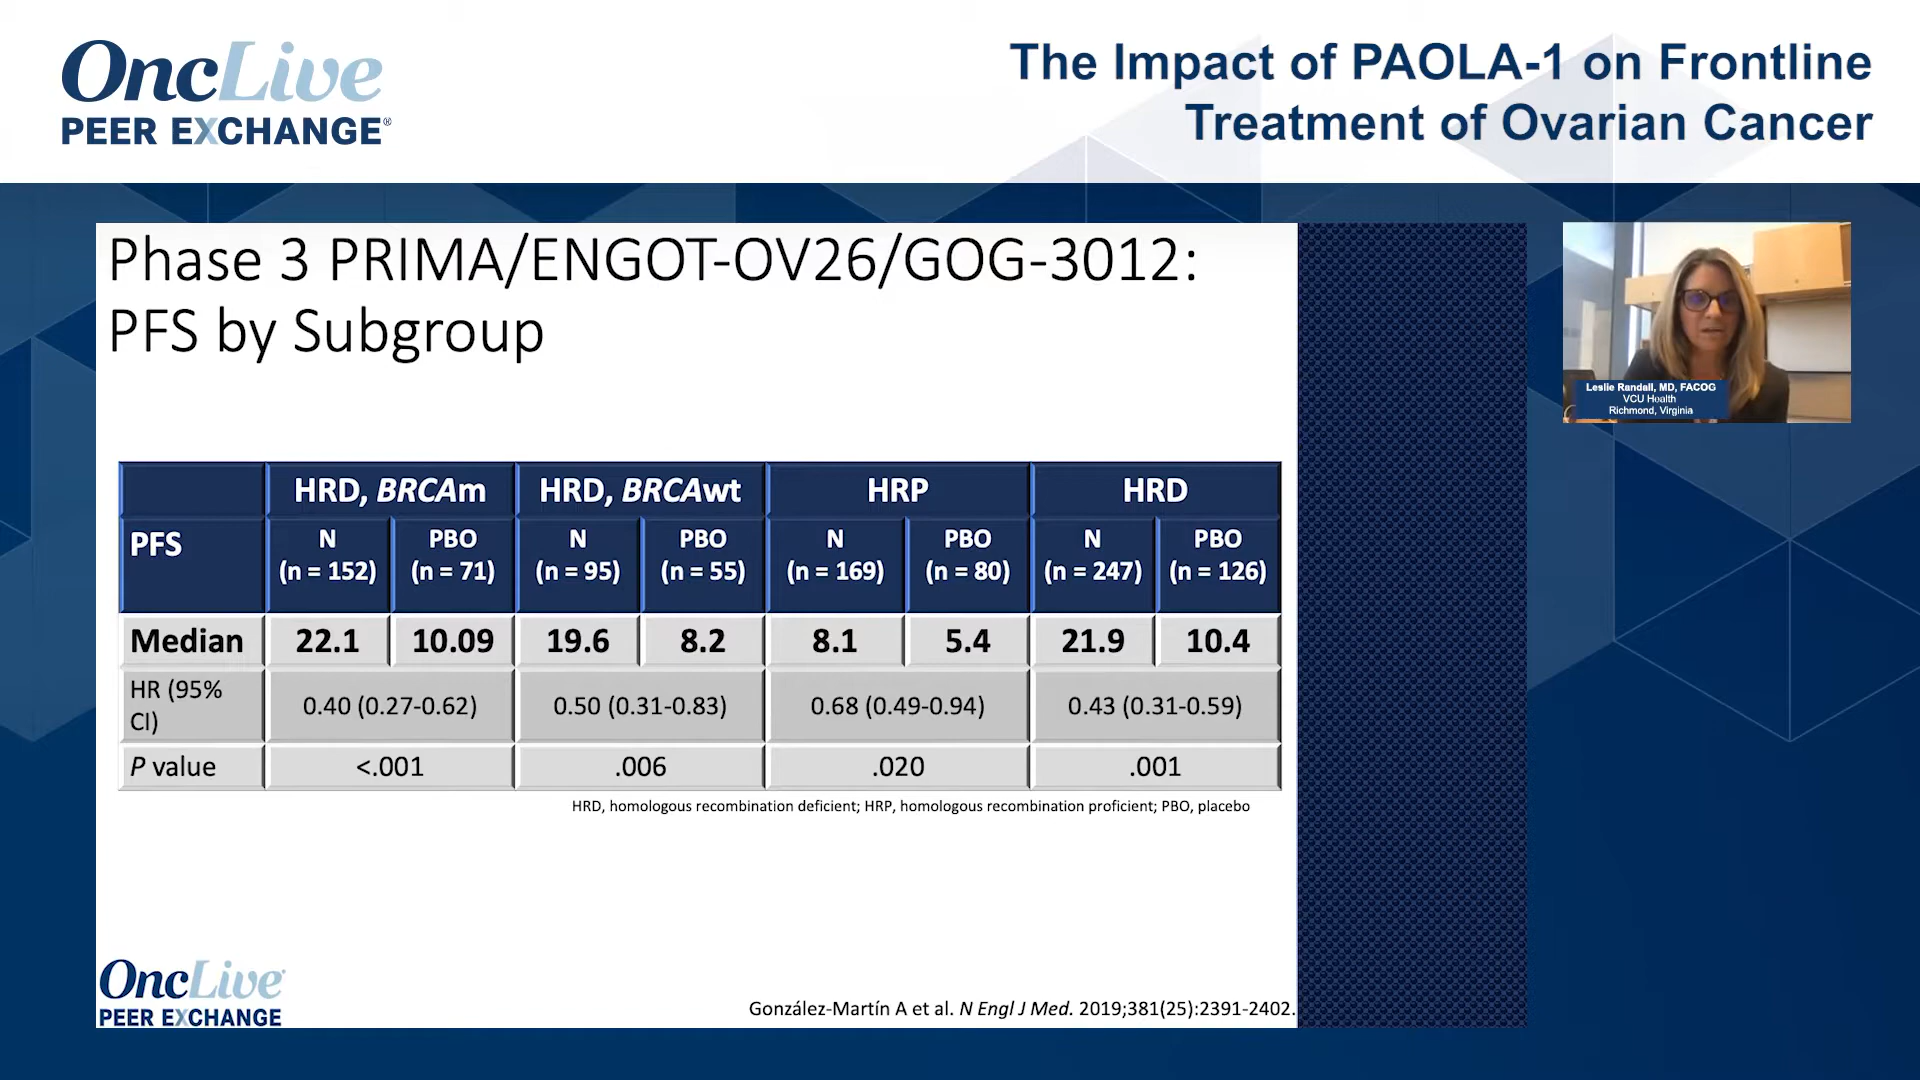 OncLive
PEER EXCHANGE®
The Impact of PAOLA-1 on Frontline
Treatment of Ovarian Cancer
Phase 3 PRIMA/ENGOT-OV26/GOG-3012:
PFS by Subgroup
HRD, BRCAm HRD, BRCAwt HRP HRD
PFS N (n = 152) PBO (n = 71) N (n = 95) PBO (n = 55) N (n = 169) PBO (n = 80) N (n = 247) PBO (n = 126)
Median 22.1 10.09 19.6 8.2 8.1 5.4 21.9 10.4
HR (95% CI) 0.40 (0.27-0.62) 0.50 (0.31-0.83) 0.68 (0.49-0.94) 0.43 (0.31-0.59)
P value <.001 .006 .020 .001
HRD, homologous recombination deficient; HRP, homologous recombination proficient; PBO, placebo
OncLive®
PEER EXCHANGE
González-Martín A et al. N Engl J Med. 2019;381(25):2391-2402.
Leslie Randall, MD, FACOG
VCU Health
Richmond, Virginia